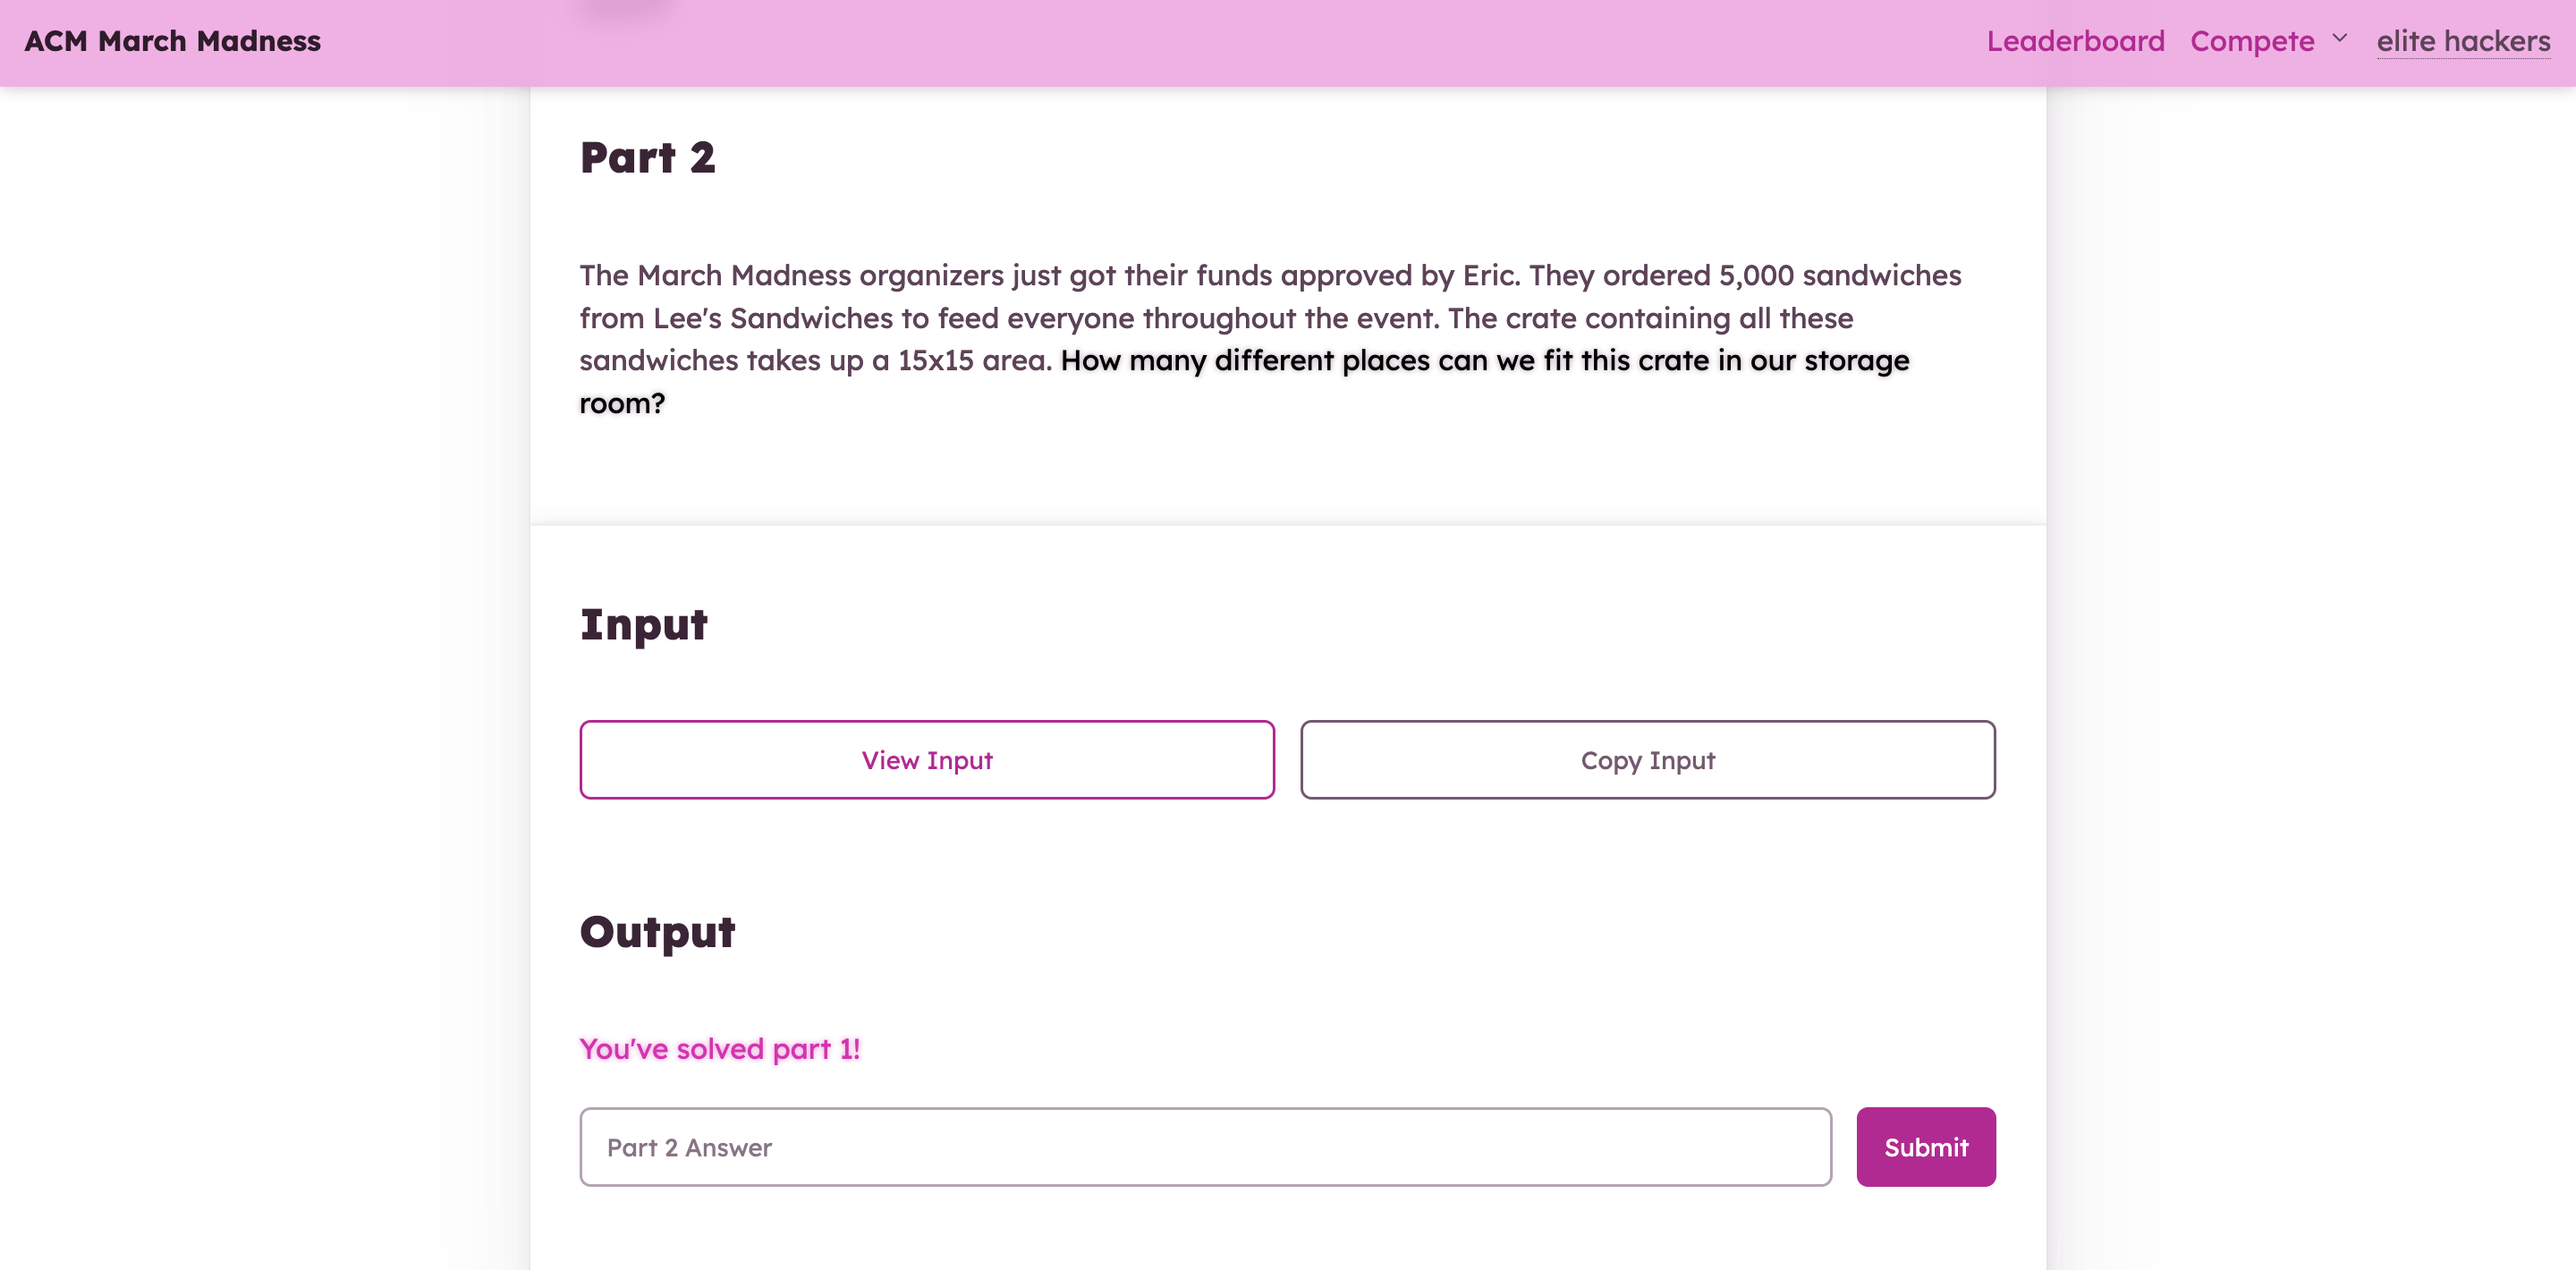 ACM March Madness
Leaderboard Compete elite hackers
Part 2
The March Madness organizers just got their funds approved by Eric. They ordered 5,000 sandwiches
from Lee's Sandwiches to feed everyone throughout the event. The crate containing all these
sandwiches takes up a 15x15 area. How many different places can we fit this crate in our storage
room?
Input
View Input
Copy Input
Output
You've solved part 1!
Part 2 Answer
Submit